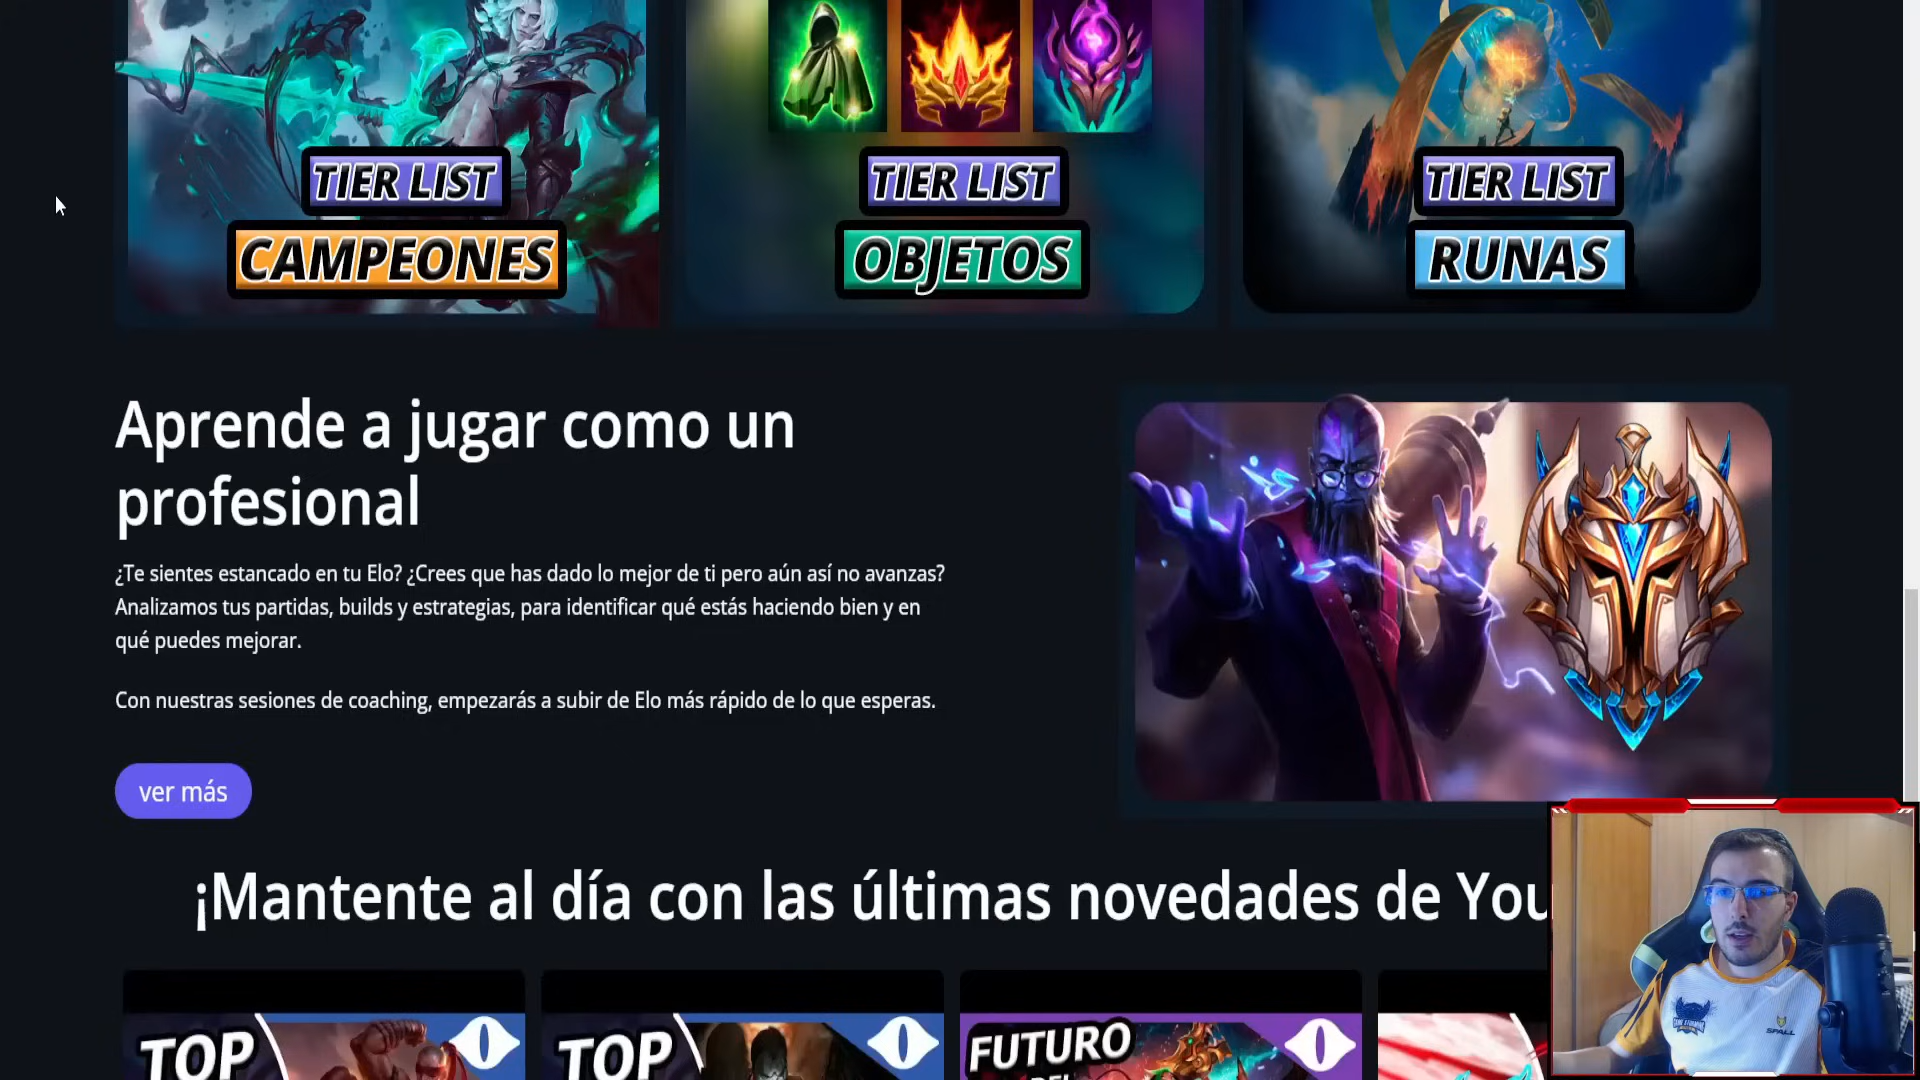 TIER LIST
CAMPEONES
TIER LIST
OBJETOS
TIER LIST
RUNAS
Aprende a jugar como un
profesional
¿Te sientes estancado en tu Elo? ¿Crees que has dado lo mejor de ti pero aún así no avanzas?
Analizamos tus partidas, builds y estrategias, para identificar qué estás haciendo bien y en
qué puedes mejorar.
Con nuestras sesiones de coaching, empezarás a subir de Elo más rápido de lo que esperas.
ver más
¡Mantente al día con las últimas novedades de You
TOP
TOP
FUTURO
SPALL